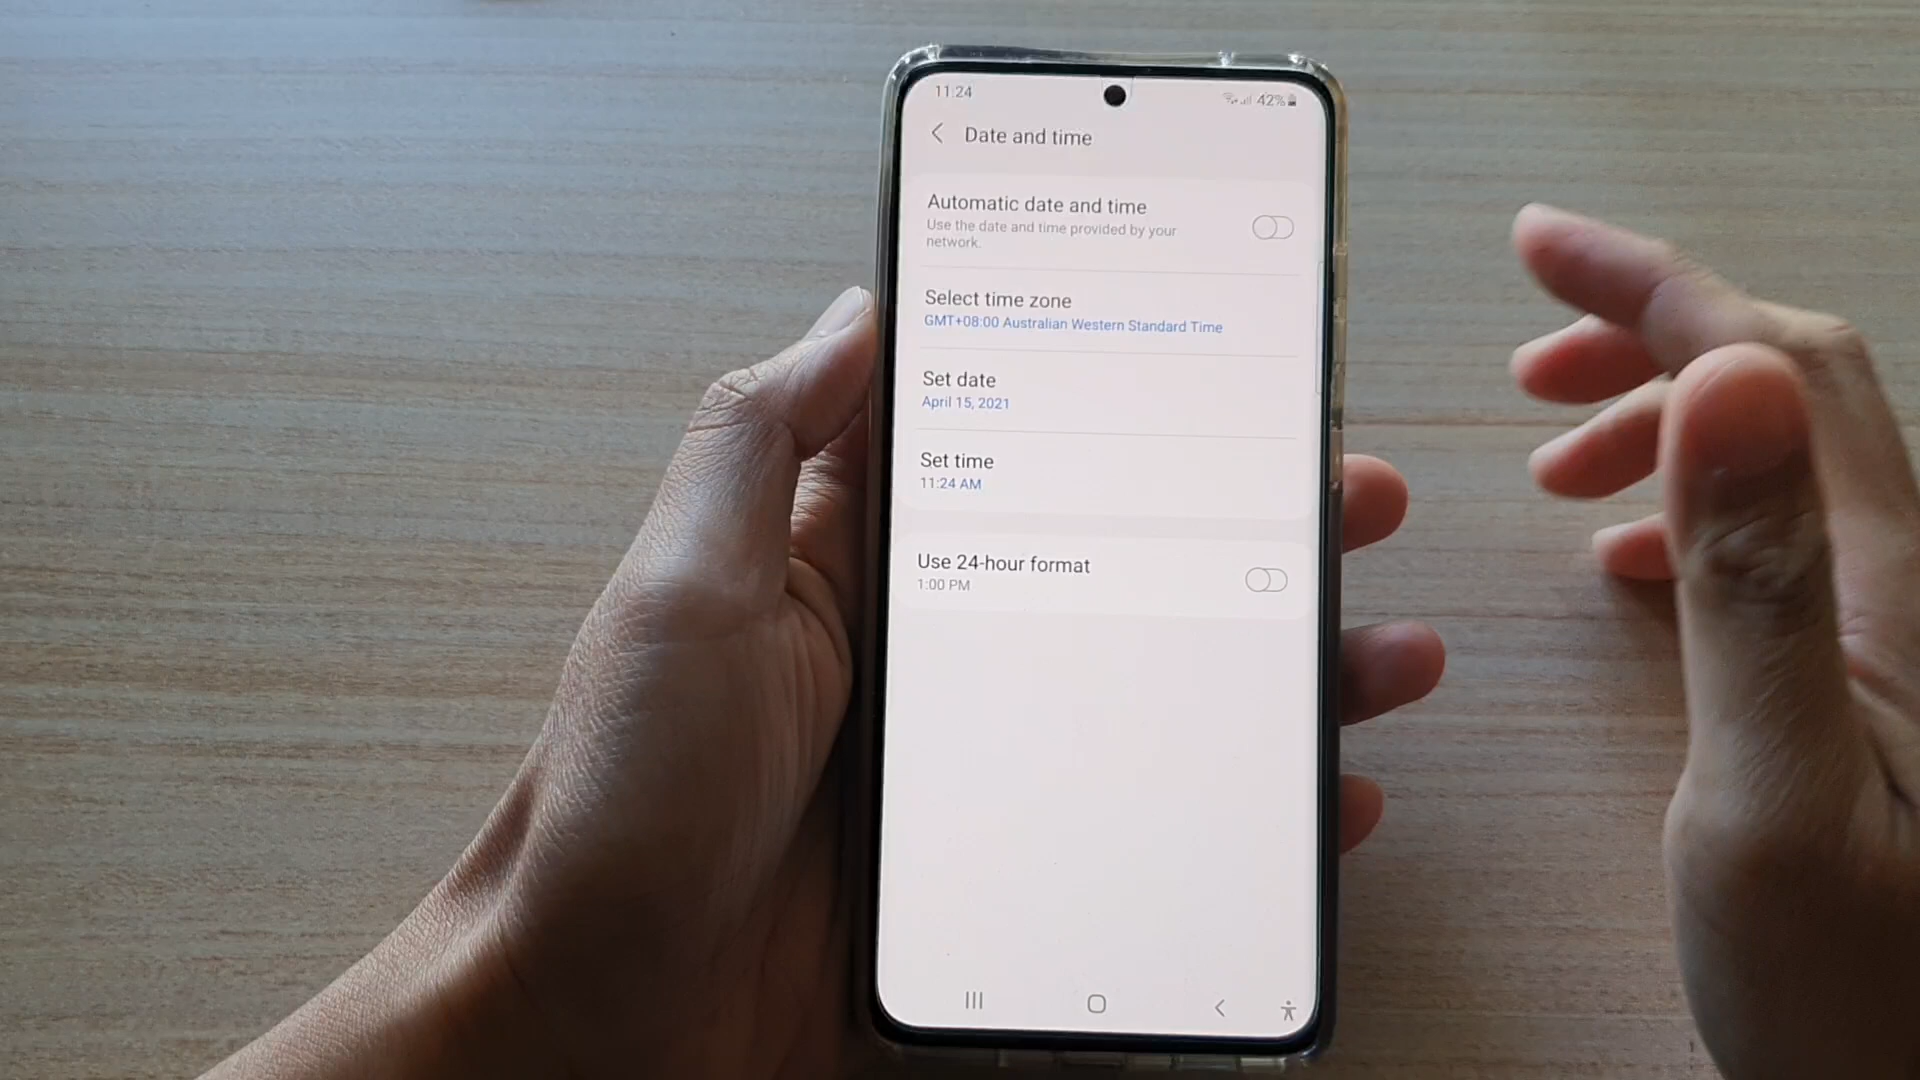 11:24
42%
Date and time
Automatic date and time
Use the date and time provided by your
network.
Select time zone
GMT+08:00 Australian Western Standard Time
Set date
April 15, 2021
Set time
11:24 AM
Use 24-hour format
1:00 PM